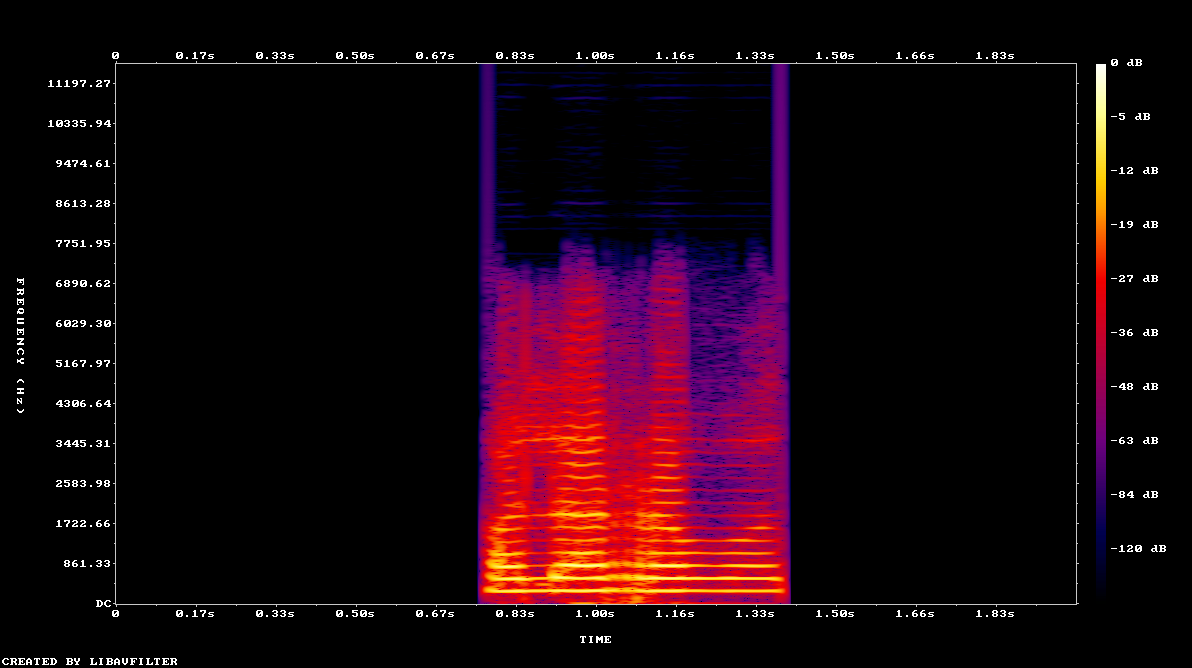 0 0.17s 0.33s 0.50s 0.67s 0.83s 1.00s 1.16s 1.33s 1.50s 1.66s 1.83s
0 dB
11197.27
-5 dB
10335.94
9474.61
-12 dB
8613.28
-19 dB
7751.95
-27 dB
6890.62
6029.30
-36 dB
5167.97
-48 dB
4306.64
3445.31
-63 dB
2583.98
-84 dB
1722.66
-120 dB
861.33
DC
FREQUENCY (Hz)
0 0.17s 0.33s 0.50s 0.67s 0.83s 1.00s 1.16s 1.33s 1.50s 1.66s 1.83s
TIME
CREATED BY LIBAVFILTER